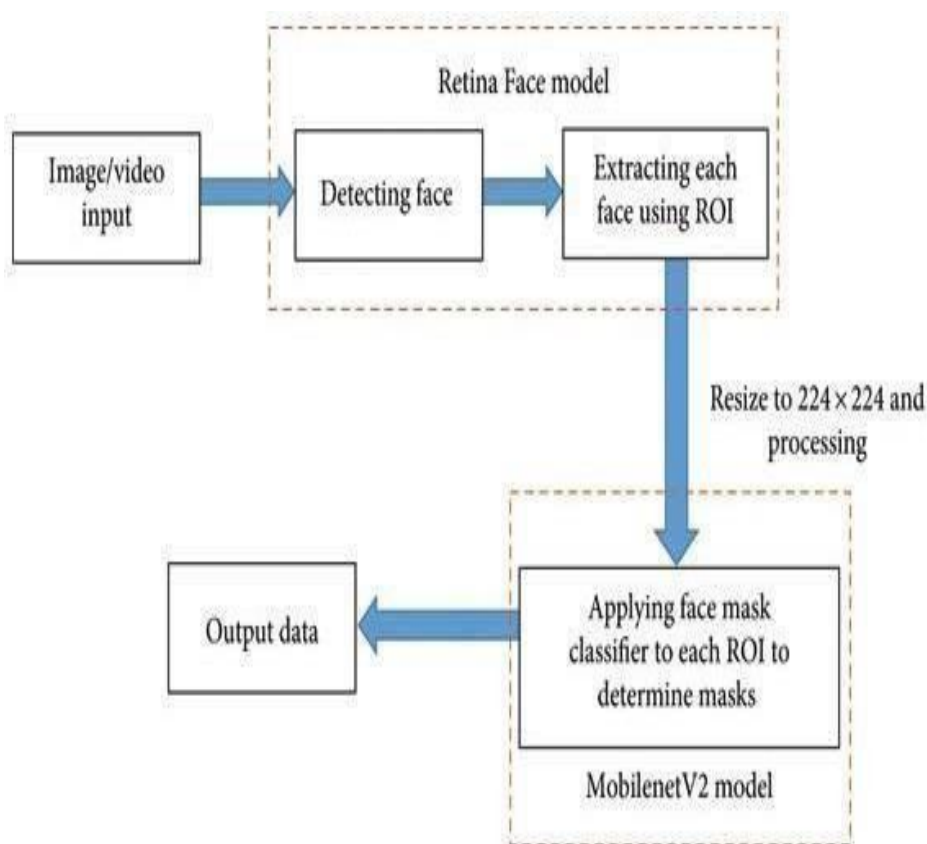 Retina Face model
Image/video
input
Detecting face
Extracting each
face using ROI
Resize to 224 × 224 and
processing
Applying face mask
classifier to each ROI to
determine masks
MobilenetV2 model
Output data